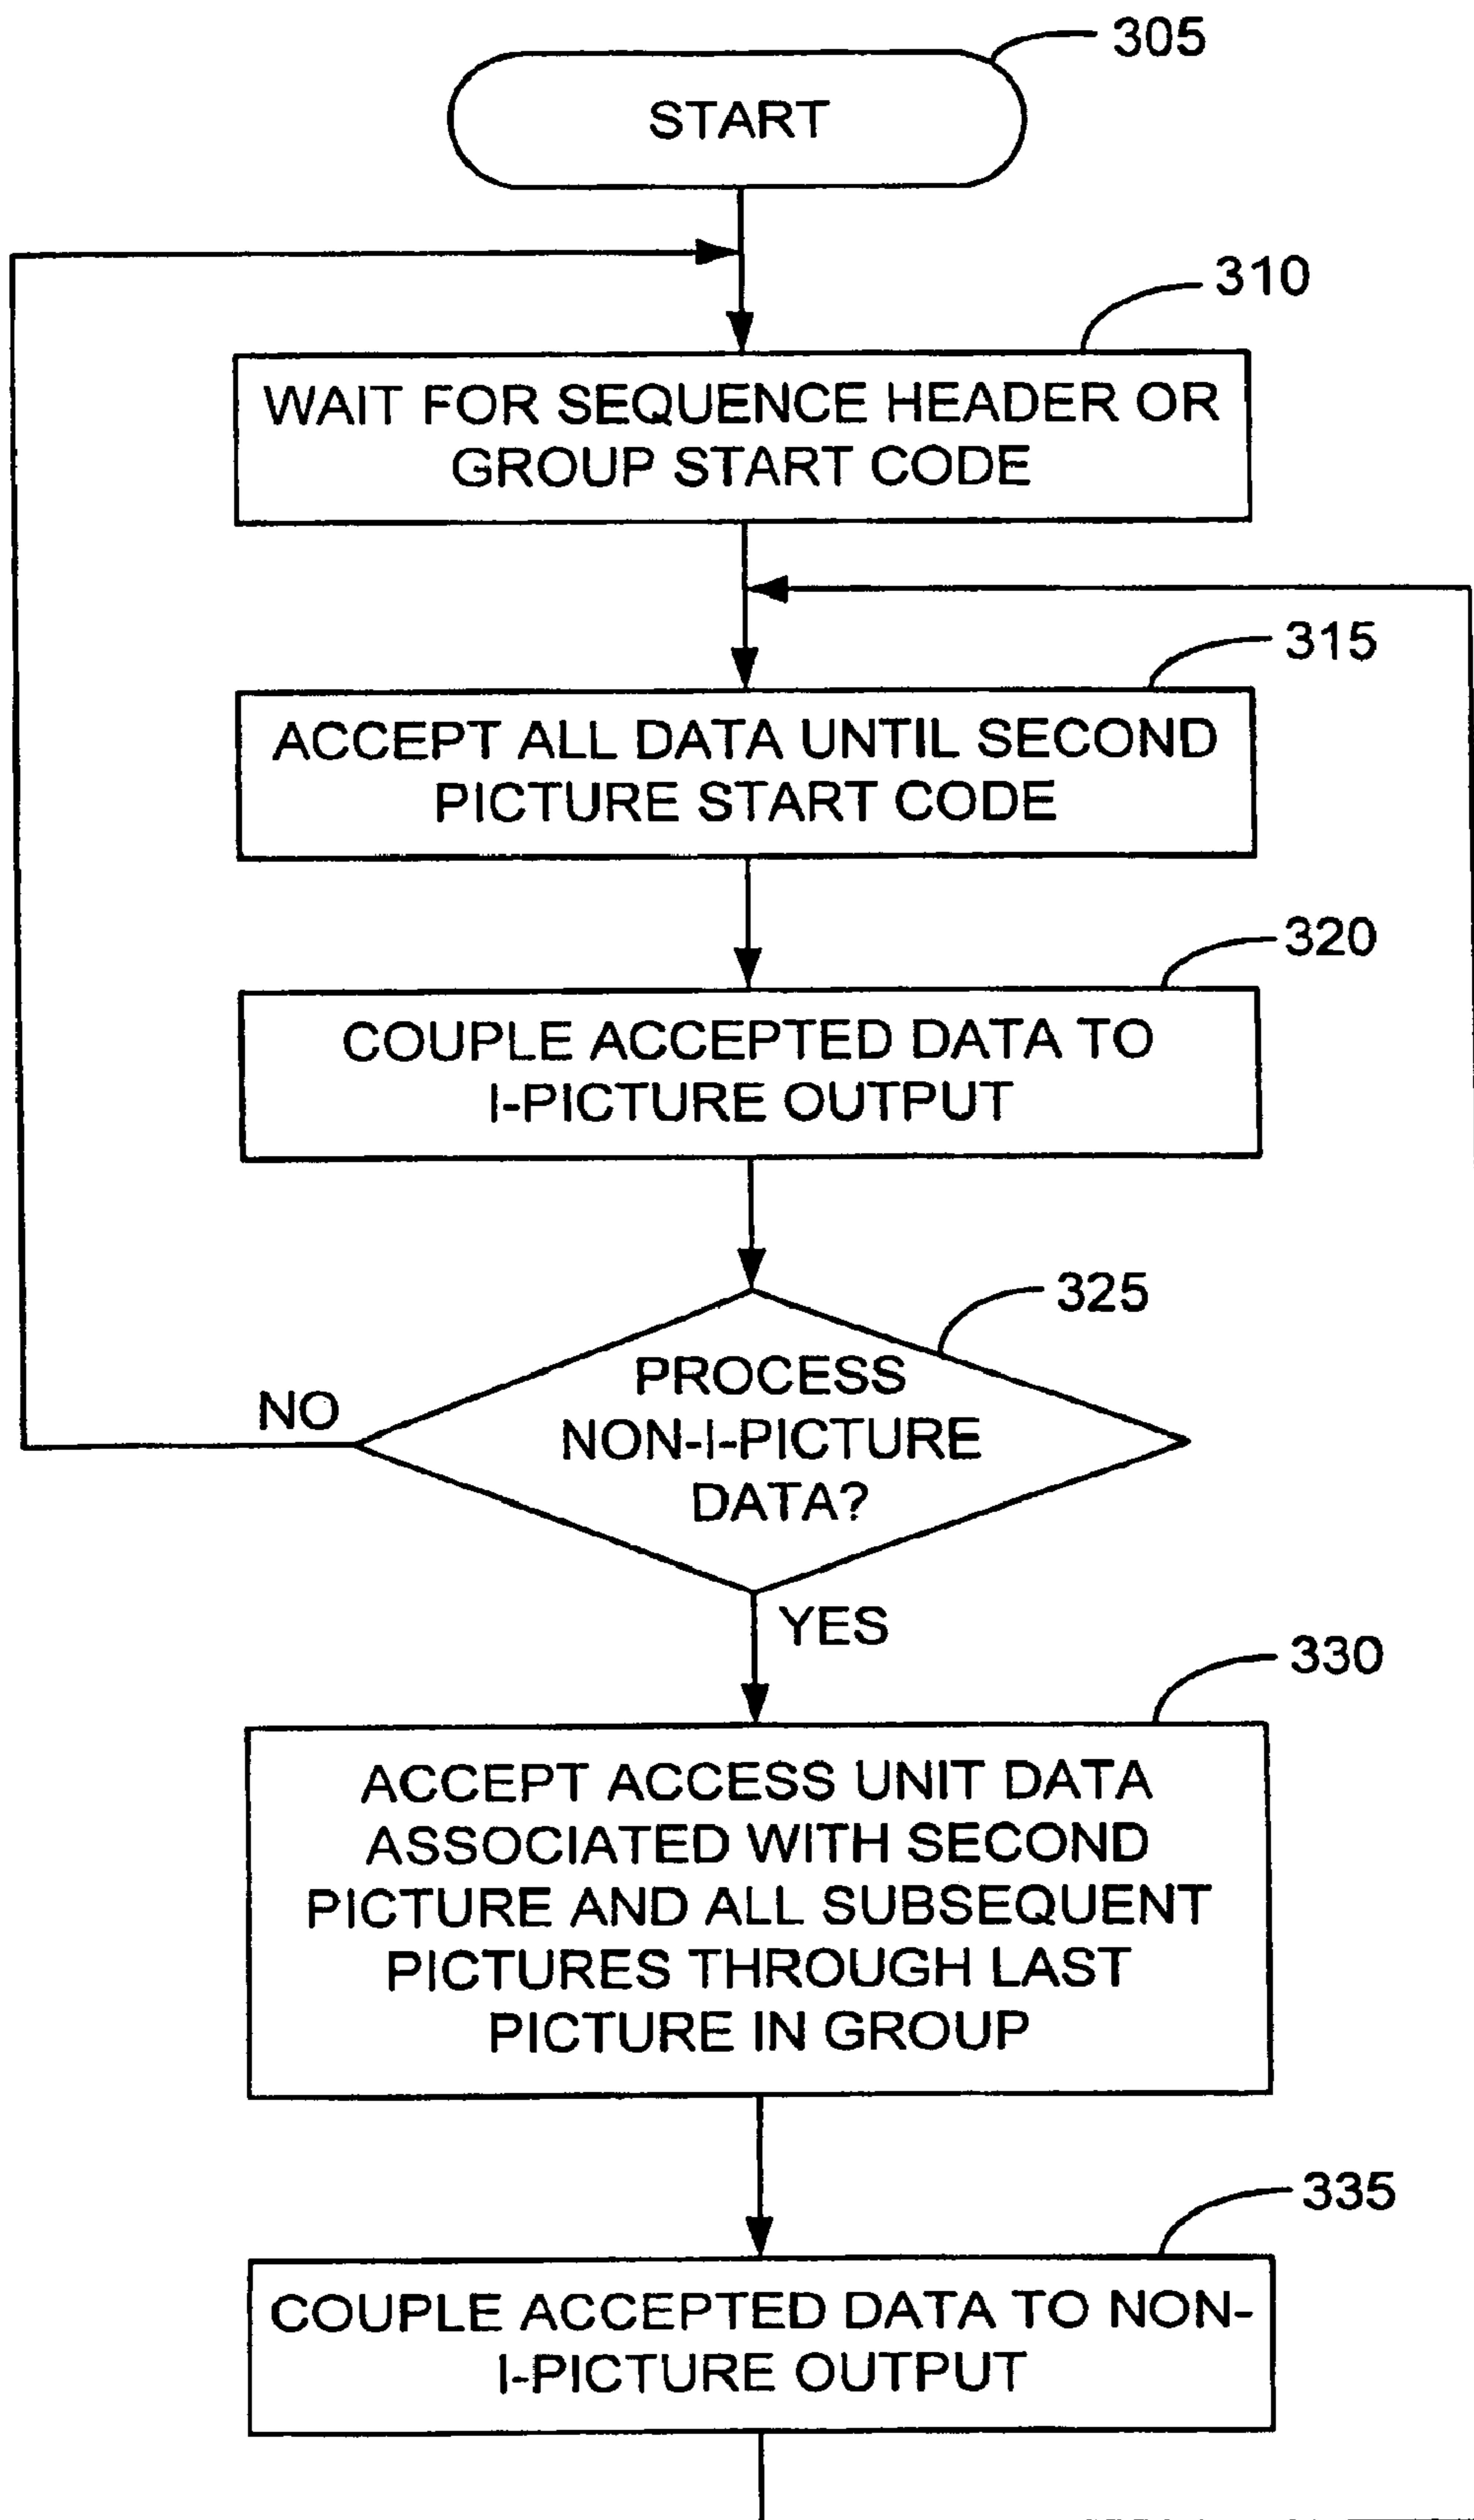 305
START
310
WAIT FOR SEQUENCE HEADER OR
GROUP START CODE
315
ACCEPT ALL DATA UNTIL SECOND
PICTURE START CODE
320
COUPLE ACCEPTED DATA TO
I-PICTURE OUTPUT
325
PROCESS
NON-I-PICTURE
DATA?
NO
YES
330
ACCEPT ACCESS UNIT DATA
ASSOCIATED WITH SECOND
PICTURE AND ALL SUBSEQUENT
PICTURES THROUGH LAST
PICTURE IN GROUP
335
COUPLE ACCEPTED DATA TO NON-
I-PICTURE OUTPUT